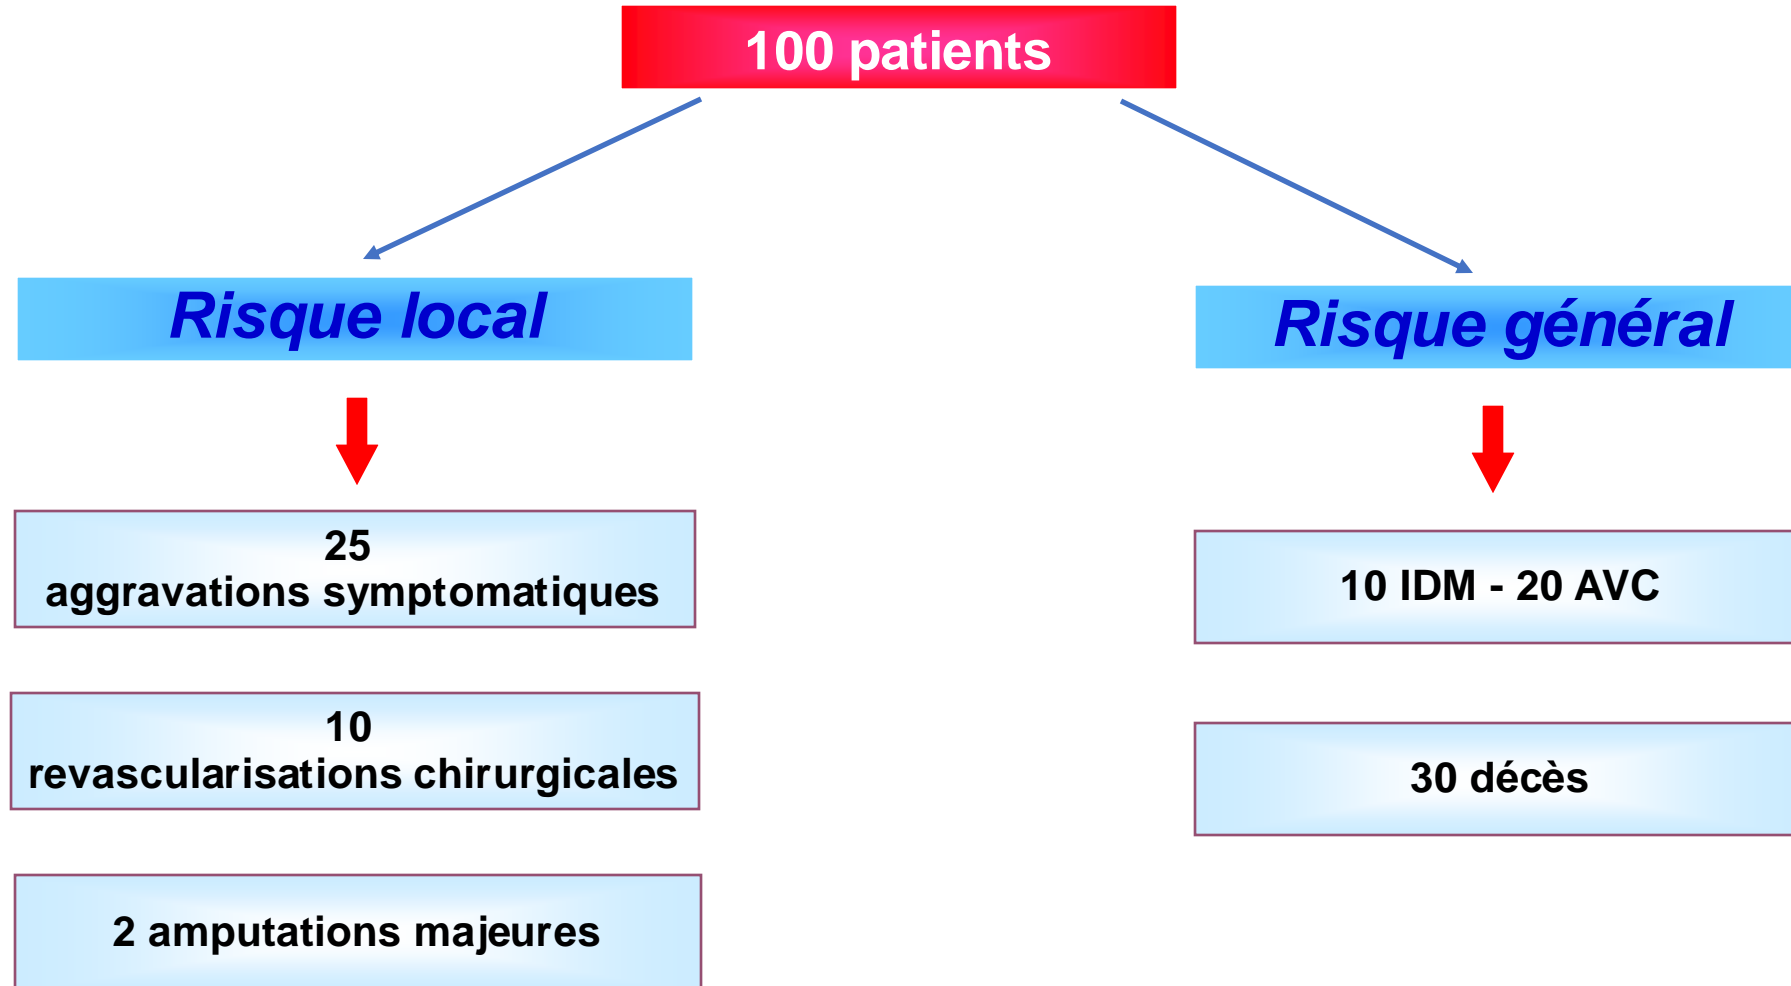 100 patients
Risque local
Risque général
25
aggravations symptomatiques
10 IDM - 20 AVC
10
revascularisations chirurgicales
30 décès
2 amputations majeures